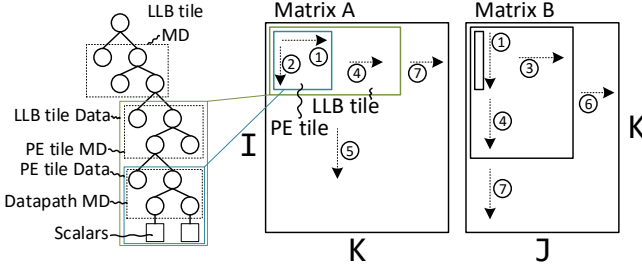 LLB tile
MD
LLB tile Data
PE tile MD
PE tile Data
Datapath MD
Scalars
Matrix A
1
2
4
7
LLB tile
PE tile
5
I
K
Matrix B
1
3
6
4
7
K
J